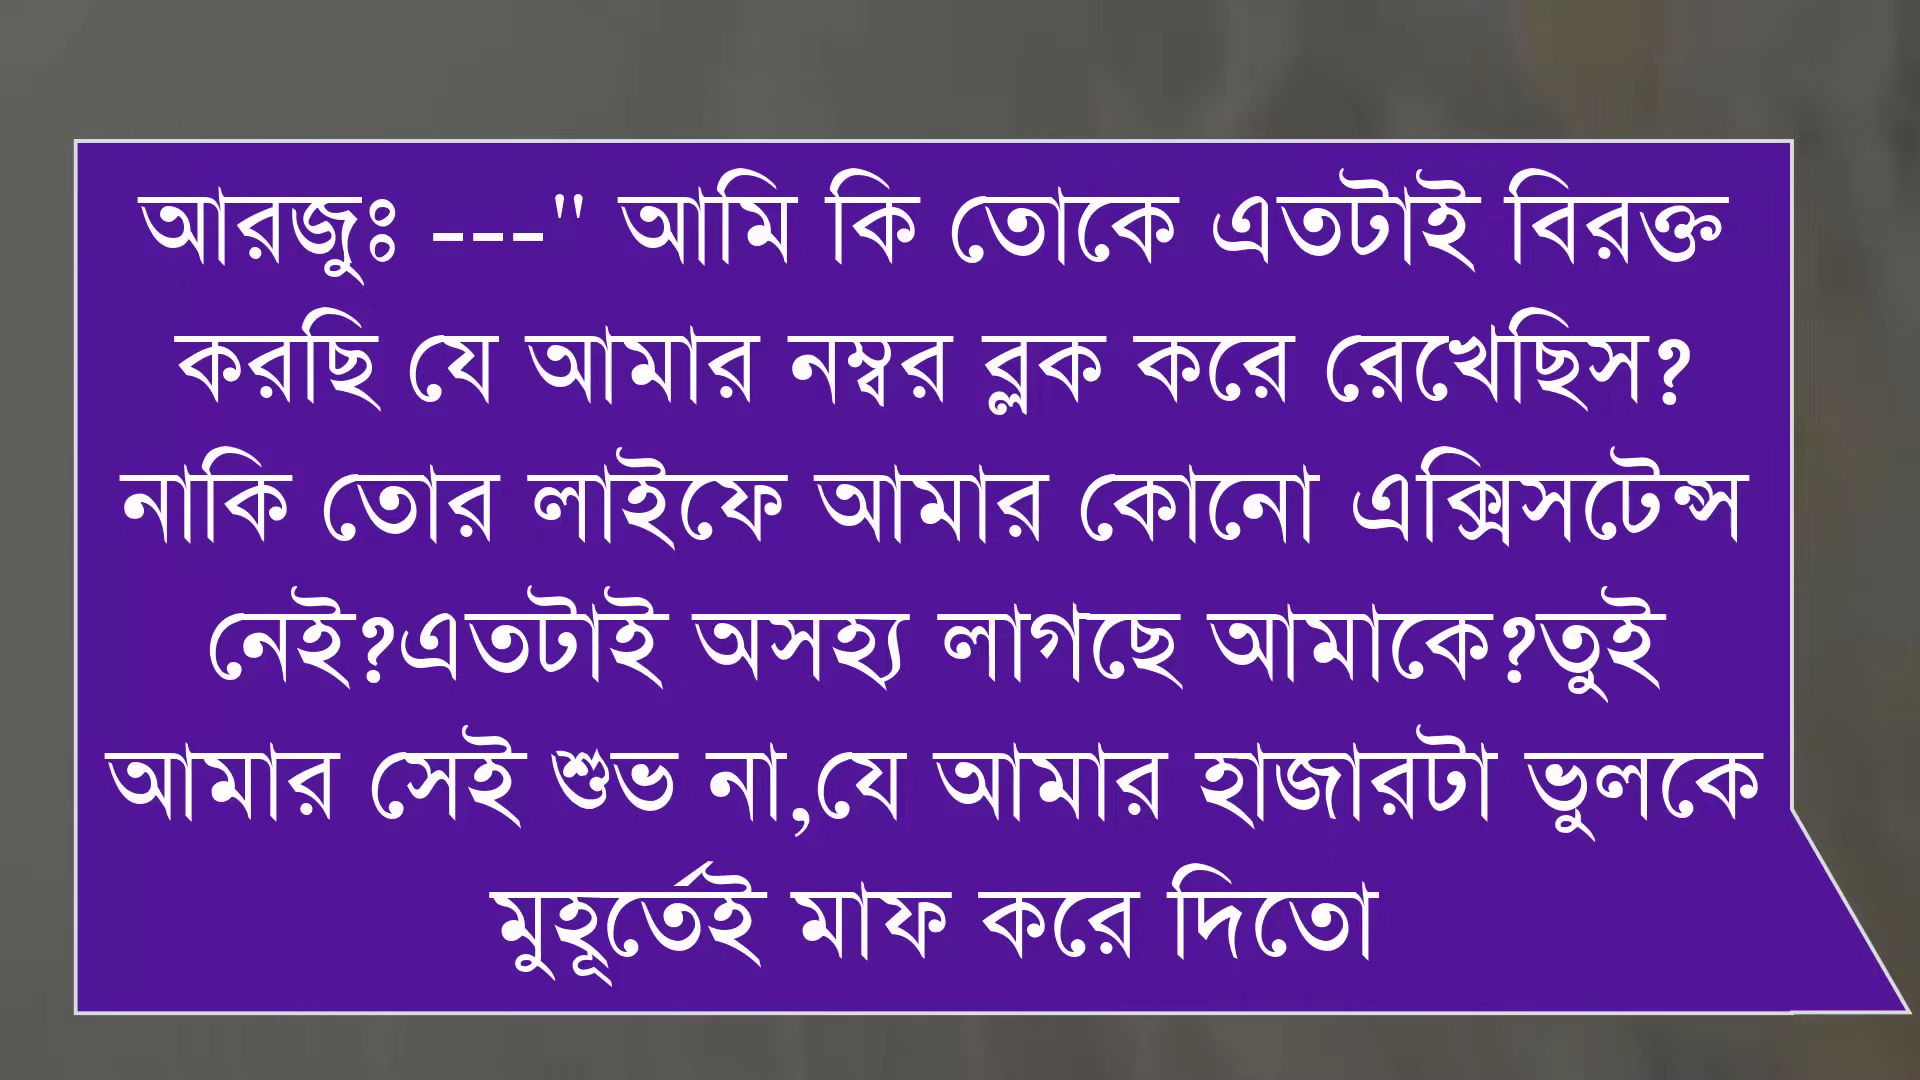 আরজুঃ ---" আমি কি তোকে এতটাই বিরক্ত
করছি যে আমার নম্বর ব্লক করে রেখেছিস?
নাকি তোর লাইফে আমার কোনো এক্সিসটেন্স
নেই?এতটাই অসহ্য লাগছে আমাকে?তুই
আমার সেই শুভ না,যে আমার হাজারটা ভুলকে
মুহূর্তেই মাফ করে দিতো